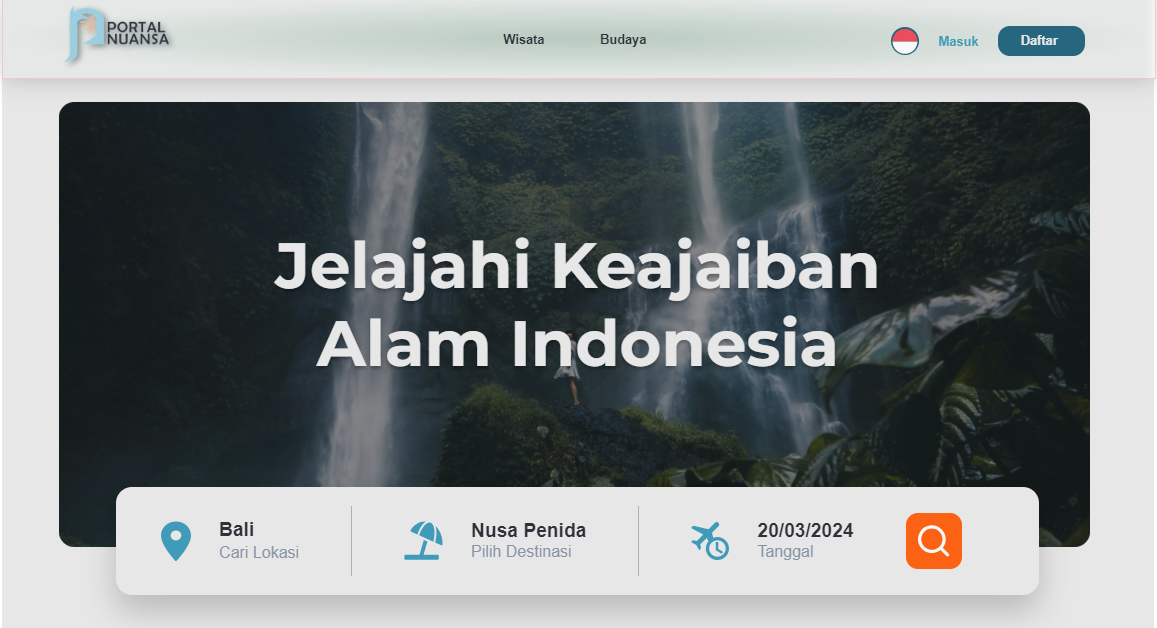 PORTAL
NUANSA
Wisata
Budaya
Masuk
Daftar
Jelajahi Keajaiban
Alam Indonesia
Bali
Cari Lokasi
Nusa Penida
Pilih Destinasi
20/03/2024
Tanggal